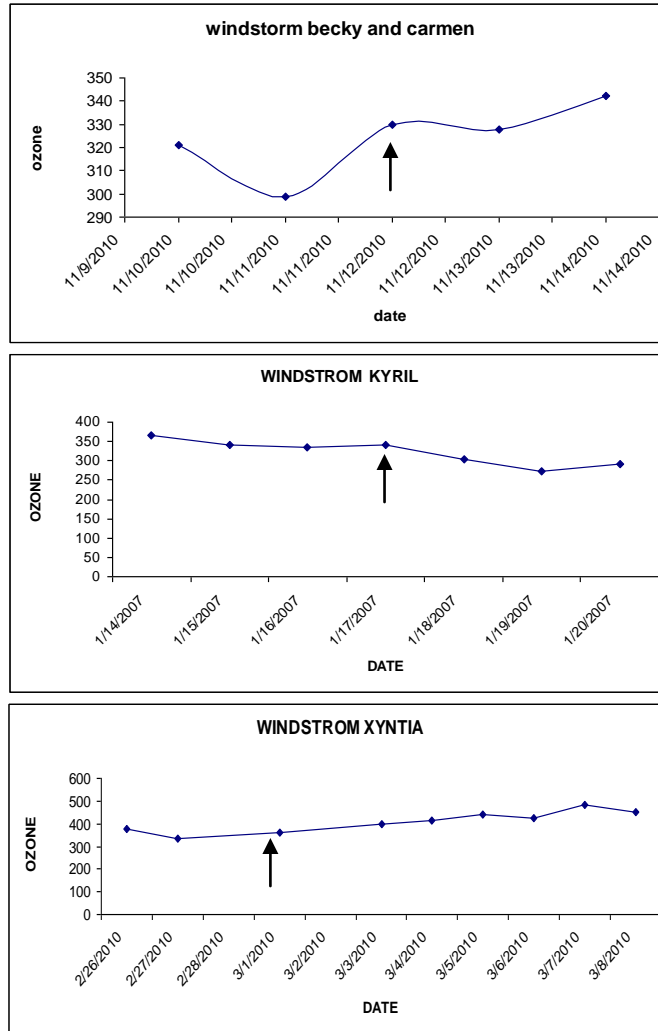 windstorm becky and carmen
350
340
330
320
310
300
290
ozone
11/9/2010 11/10/2010 11/10/2010 11/11/2010 11/11/2010 11/12/2010 11/12/2010 11/13/2010 11/13/2010 11/14/2010 11/14/2010
date
WINDSTROM KYRIL
400
350
300
250
200
150
100
50
0
OZONE
1/14/2007 1/15/2007 1/16/2007 1/17/2007 1/18/2007 1/19/2007 1/20/2007
DATE
WINDSTROM XYNTIA
600
500
400
300
200
100
0
OZONE
2/26/2010 2/27/2010 2/28/2010 3/1/2010 3/2/2010 3/3/2010 3/4/2010 3/5/2010 3/6/2010 3/7/2010 3/8/2010
DATE